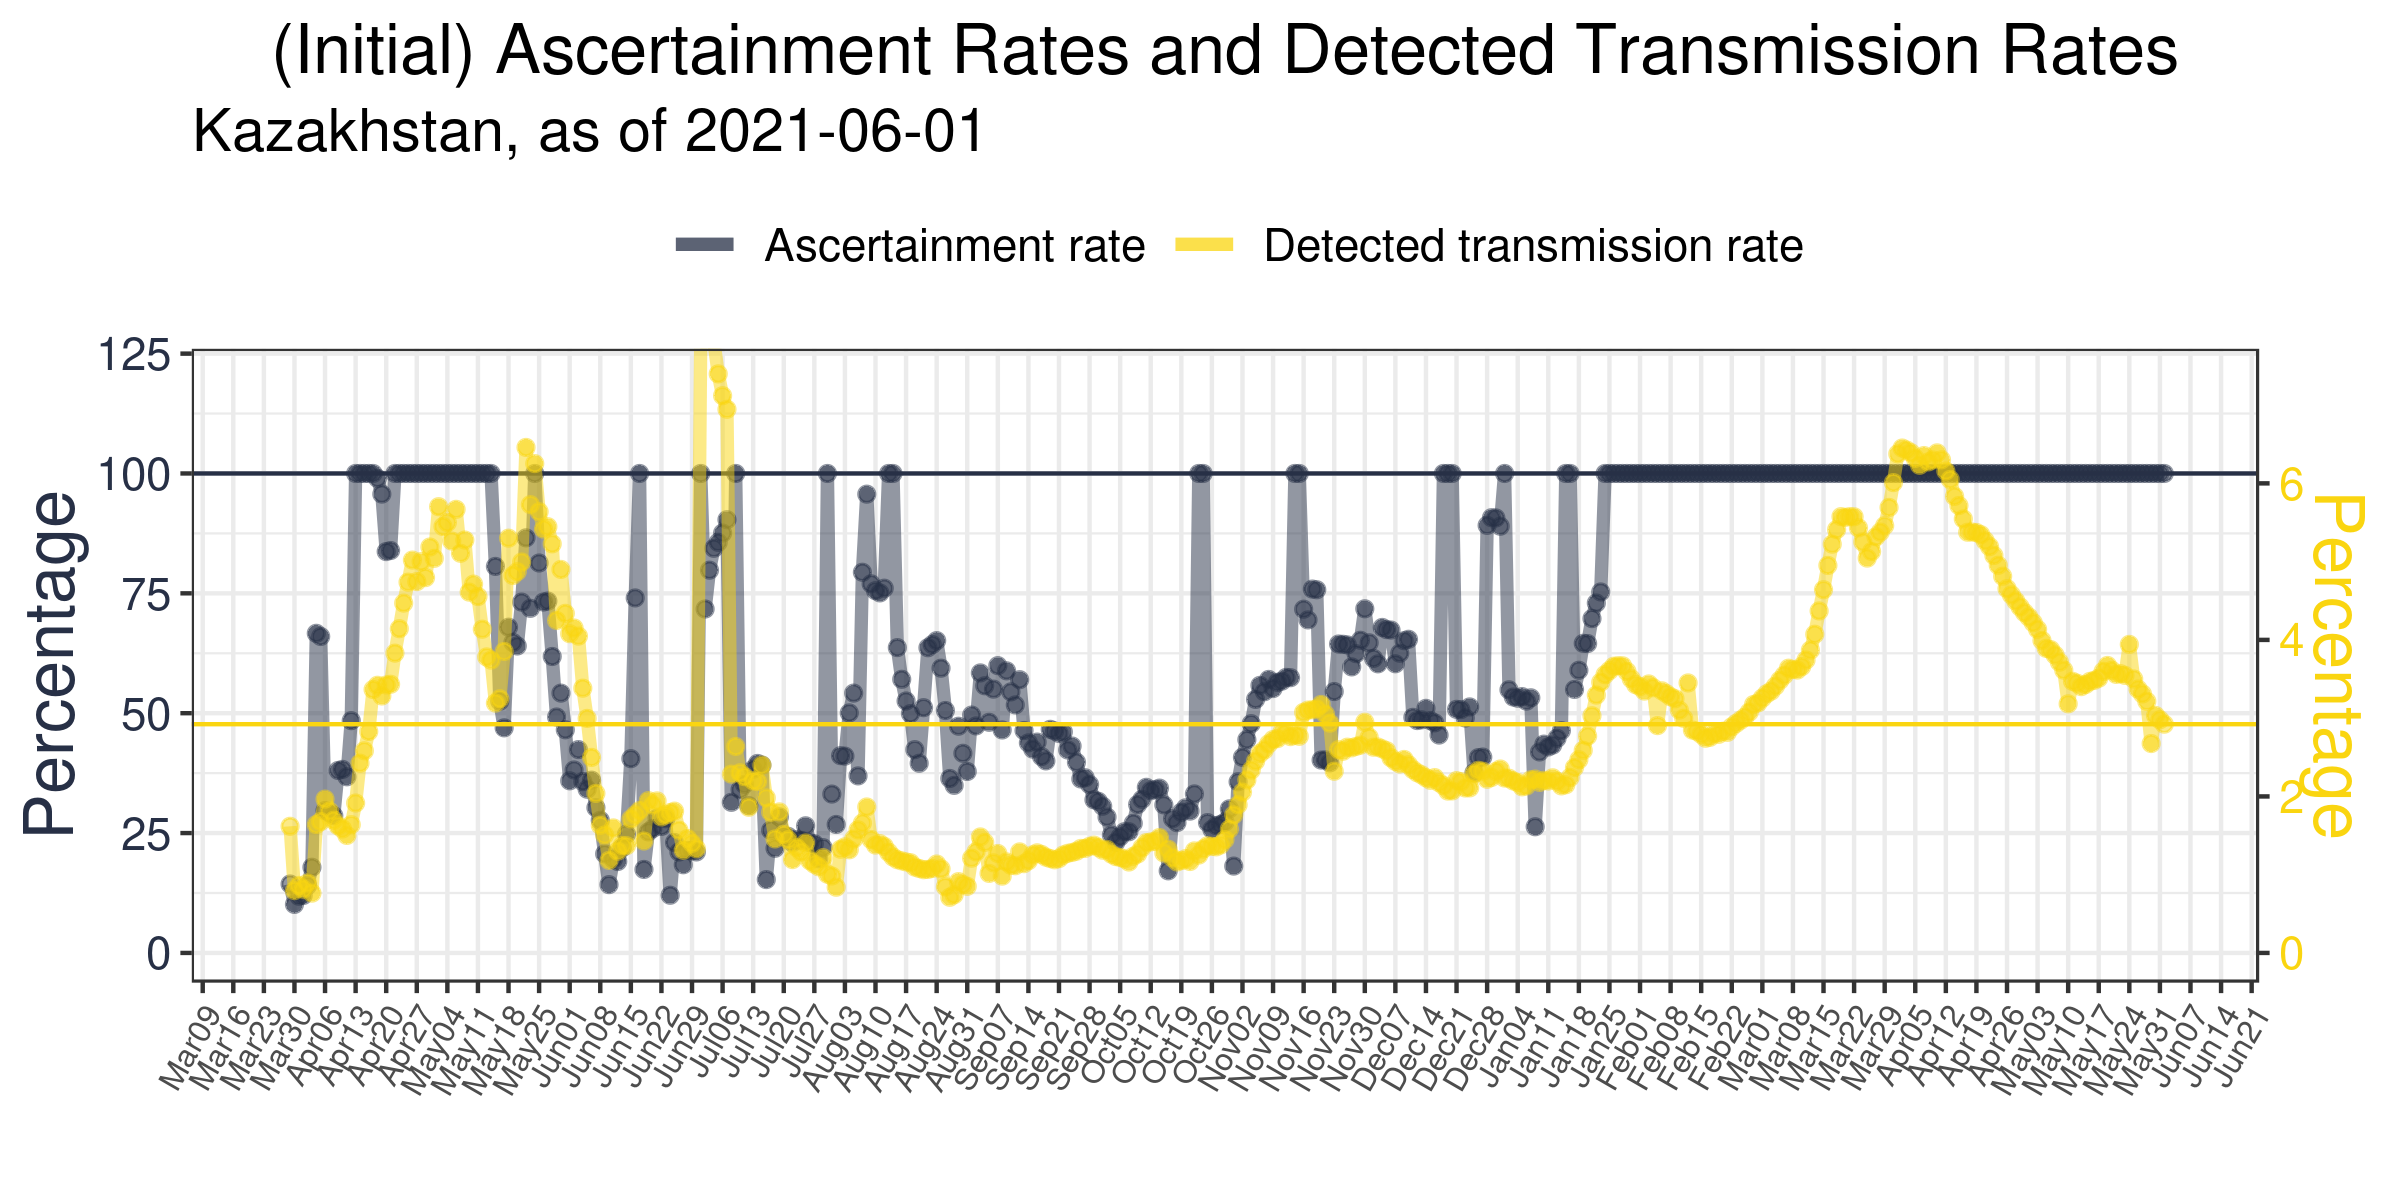 (Initial) Ascertainment Rates and Detected Transmission Rates
Kazakhstan, as of 2021-06-01
Ascertainment rate
Detected transmission rate
Percentage
125
100
75
50
25
0
6
4
2
0
Percentage
Mar09
Mar16
Mar23
Mar30
Apr06
Apr13
Apr20
Apr27
May04
May11
May18
May25
Jun01
Jun08
Jun15
Jun22
Jun29
Jul06
Jul13
Jul20
Jul27
Aug03
Aug10
Aug17
Aug24
Aug31
Sep07
Sep14
Sep21
Sep28
Oct05
Oct12
Oct19
Oct26
Nov02
Nov09
Nov16
Nov23
Nov30
Dec07
Dec14
Dec21
Dec28
Jan04
Jan11
Jan18
Jan25
Feb01
Feb08
Feb15
Feb22
Mar01
Mar08
Mar15
Mar22
Mar29
Apr05
Apr12
Apr19
Apr26
May03
May10
May17
May24
May31
Jun07
Jun14
Jun21